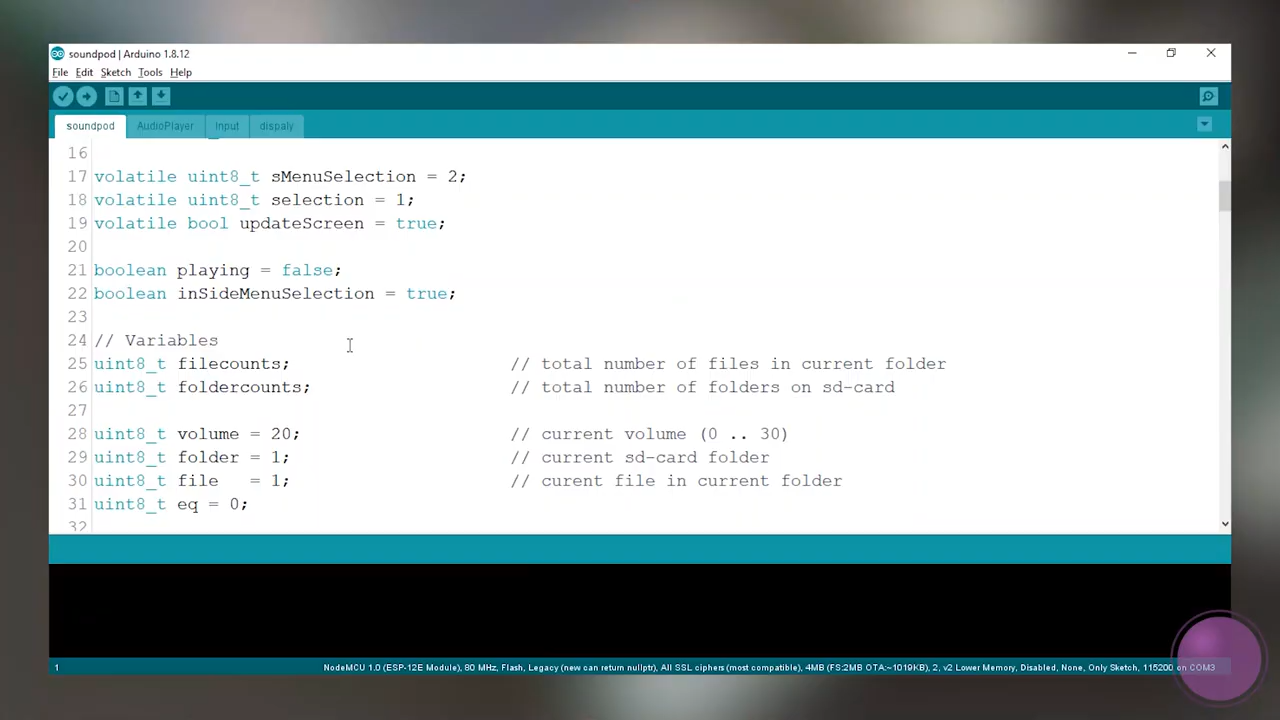 soundpod | Arduino 1.8.12
File Edit Sketch Tools Help
soundpod AudioPlayer Input dispaly
16
17 volatile uint8_t sMenuSelection = 2;
18 volatile uint8_t selection = 1;
19 volatile bool updateScreen = true;
20
21 boolean playing = false;
22 boolean inSideMenuSelection = true;
23
24 // Variables
25 uint8_t filecounts; // total number of files in current folder
26 uint8_t foldercounts; // total number of folders on sd-card
27
28 uint8_t volume = 20; // current volume (0 .. 30)
29 uint8_t folder = 1; // current sd-card folder
30 uint8_t file = 1; // curent file in current folder
31 uint8_t eq = 0;
32
1 NodeMCU 1.0 (ESP-12E Module), 80 MHz, Flash, Legacy (new can return nullptr), All SSL ciphers (most compatible), 4MB (FS:2MB OTA:~1019KB), 2, v2 Lower Memory, Disabled, None, Only Sketch, 115200 on COM3